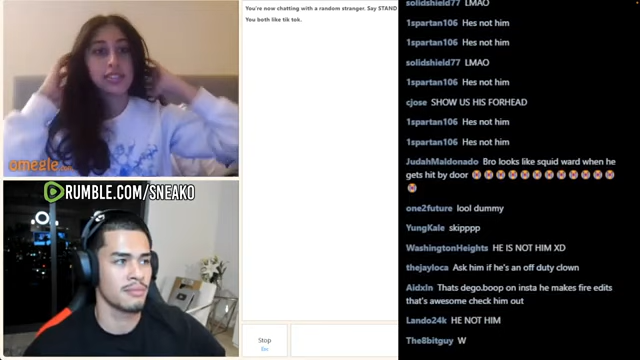 You're now chatting with a random stranger. Say STAND
You both like tik tok.
omegle
RUMBLE.COM/SNEAKO
Stop
Esc
solidshield77 LMAO
1spartan106 Hes not him
1spartan106 Hes not him
solidshield77 LMAO
1spartan106 Hes not him
cjose SHOW US HIS FORHEAD
1spartan106 Hes not him
1spartan106 Hes not him
JudahMaldonado Bro looks like squid ward when he
gets hit by door
one2future lool dummy
YungKale skipppp
WashingtonHeights HE IS NOT HIM XD
thejayloca Ask him if he's an off duty clown
Aidxln Thats dego.boop on insta he makes fire edits
that's awesome check him out
Lando24k HE NOT HIM
The8bitguy W